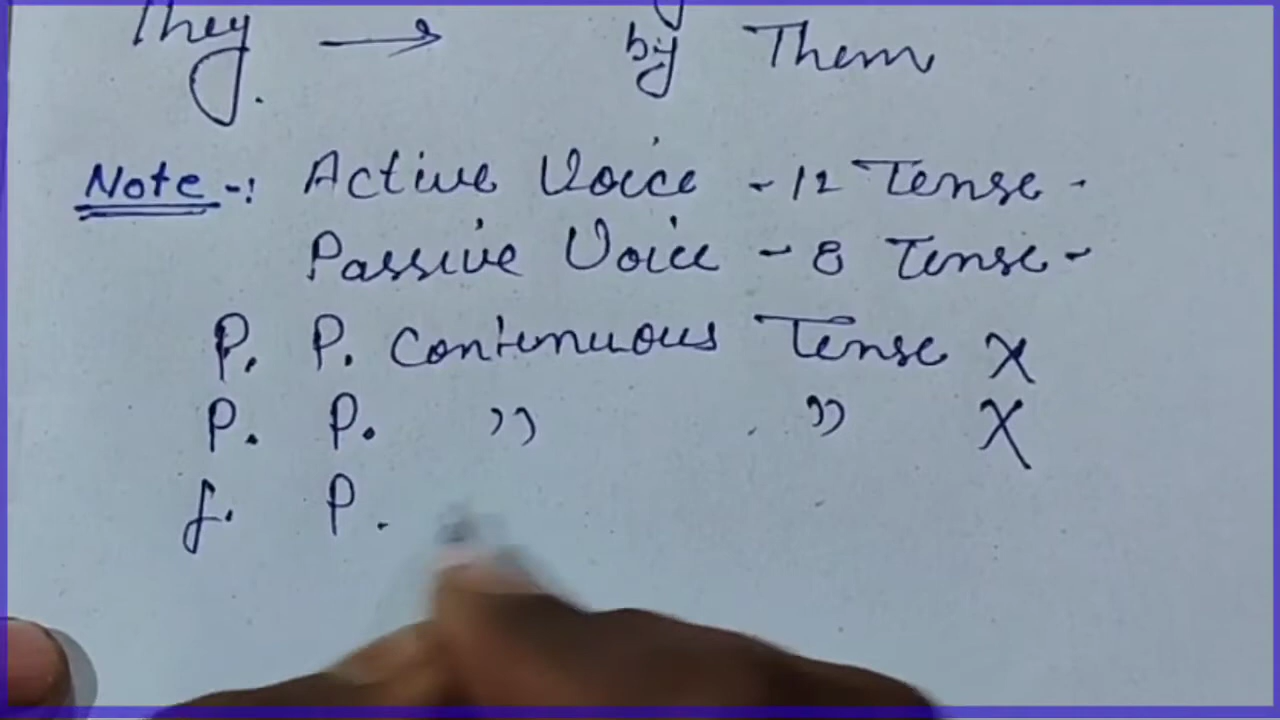 They → by Them
Note -: Active Voice - 12 Tense -
Passive Voice - 8 Tense -
P. P. Continuous Tense X
P. P. ,, ,, X
f. P.